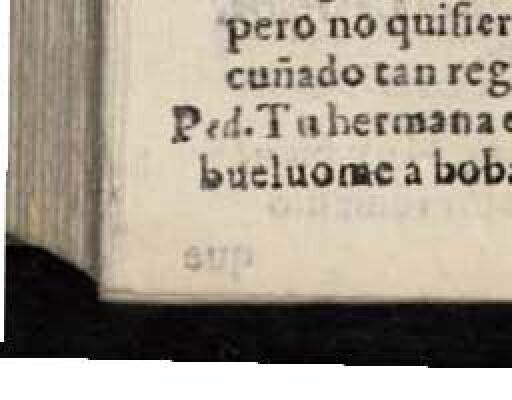 pero no quiſier
cuñado tan reg
Ped. Tu hermana e
bueluome a boba